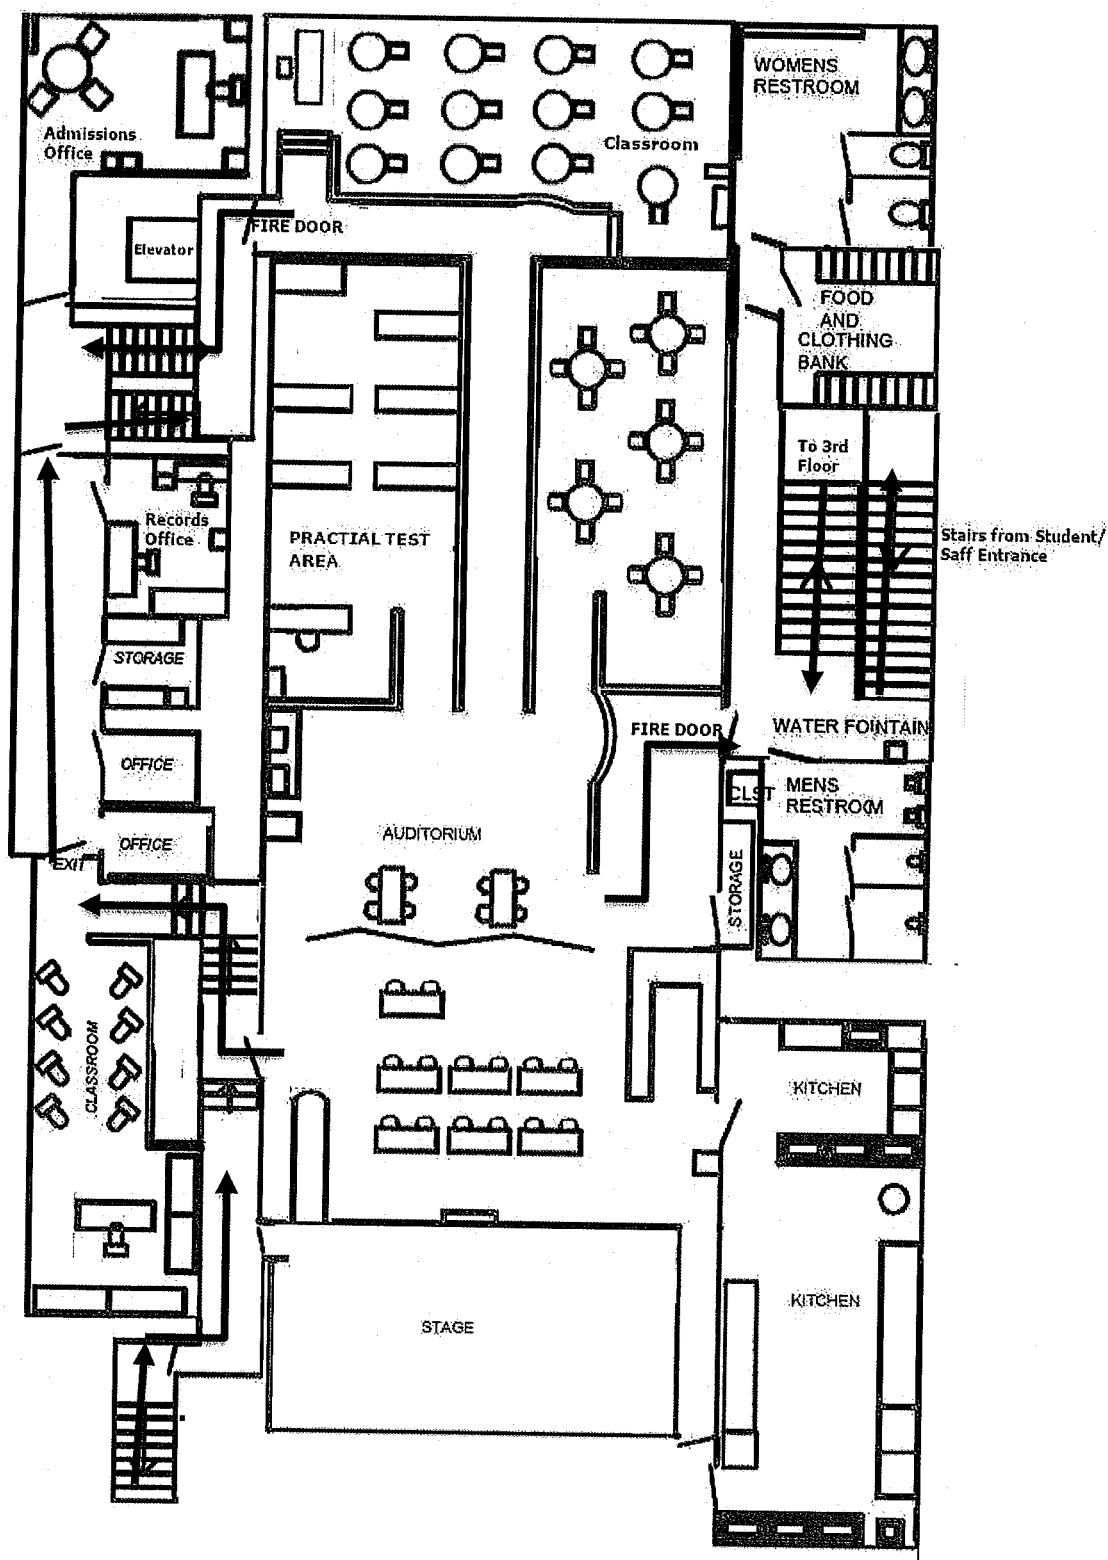 WOMENS
RESTROOM
Admissions
Office
Classroom
FIRE DOOR
Elevator
FOOD
AND
CLOTHING
BANK
To 3rd
Floor
Records
Office
PRACTIAL TEST
AREA
Stairs from Student/
Saff Entrance
STORAGE
FIRE DOOR
WATER FOINTAIN
OFFICE
CLST
MENS
RESTROOM
AUDITORIUM
OFFICE
EXIT
STORAGE
CLASSROOM
KITCHEN
KITCHEN
STAGE